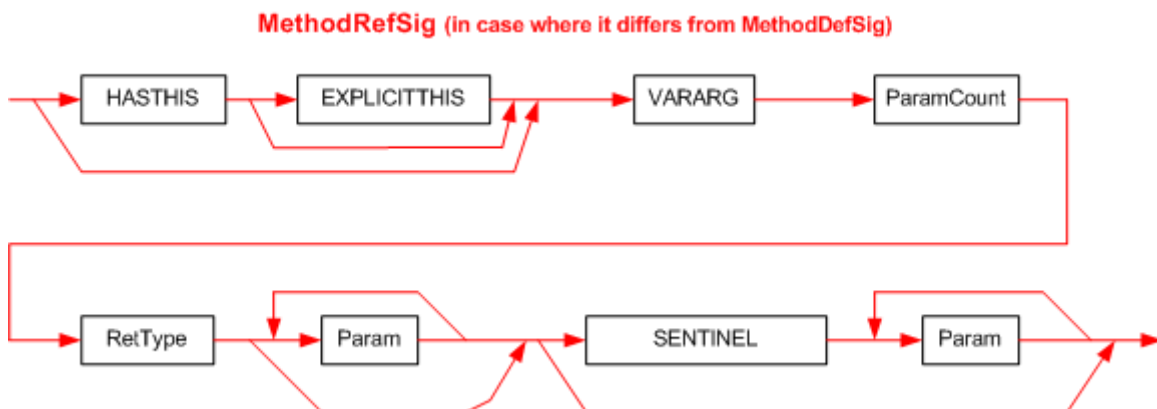 MethodRefSig (in case where it differs from MethodDefSig)
HASTHIS EXPLICITTHIS VARARG ParamCount
RetType Param SENTINEL Param